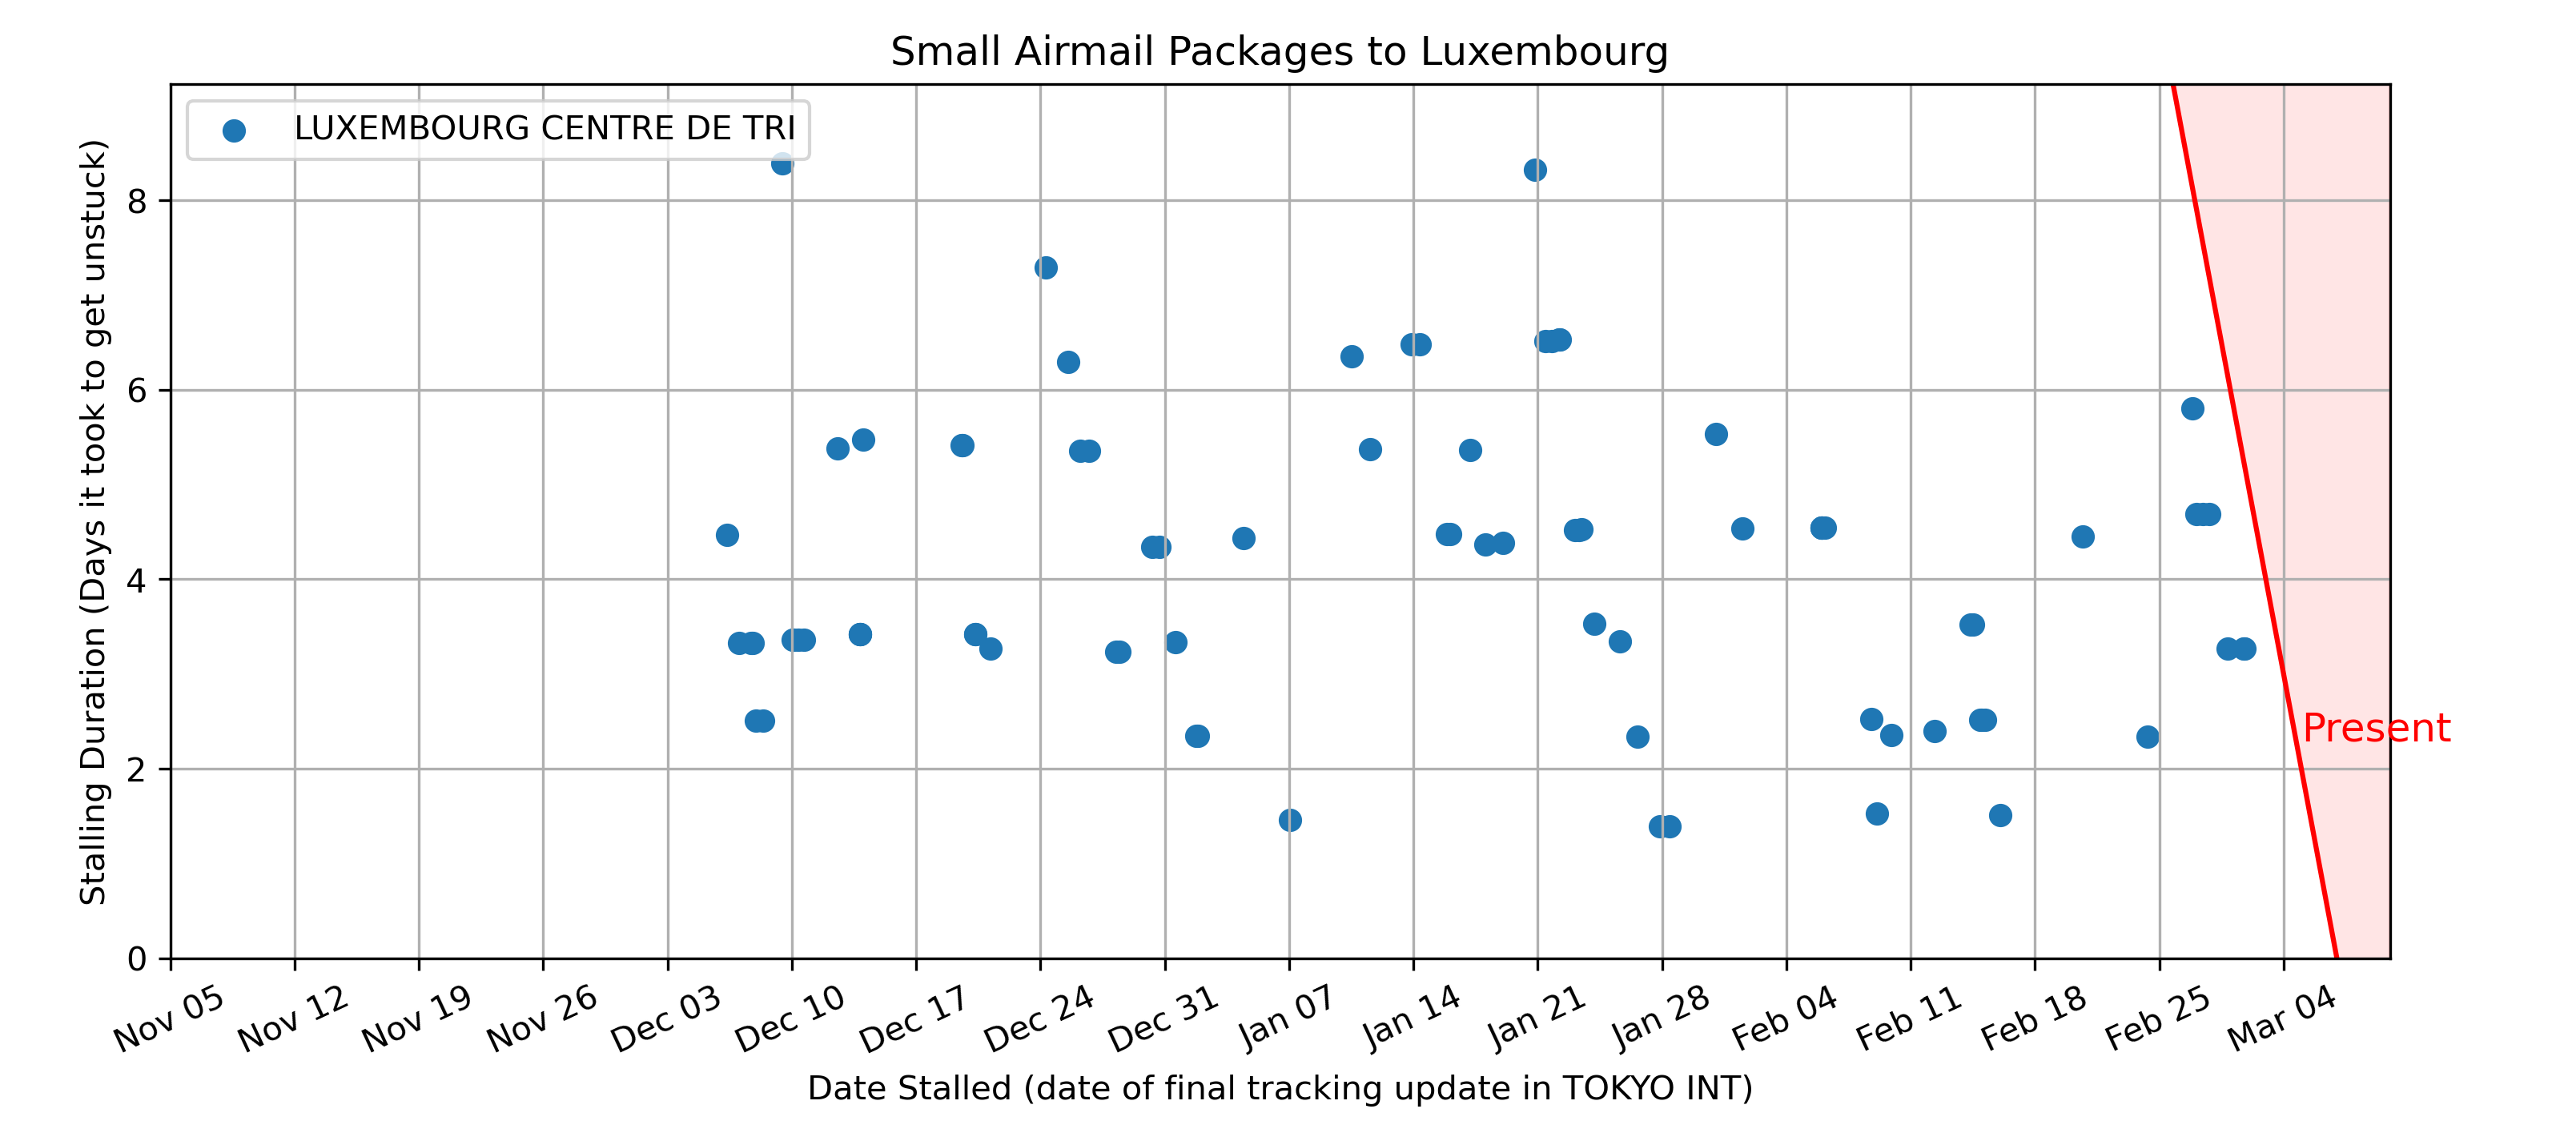 Small Airmail Packages to Luxembourg
LUXEMBOURG CENTRE DE TRI
Stalling Duration (Days it took to get unstuck)
8
6
4
2
0
Present
Nov 05
Nov 12
Nov 19
Nov 26
Dec 03
Dec 10
Dec 17
Dec 24
Dec 31
Jan 07
Jan 14
Jan 21
Jan 28
Feb 04
Feb 11
Feb 18
Feb 25
Mar 04
Date Stalled (date of final tracking update in TOKYO INT)